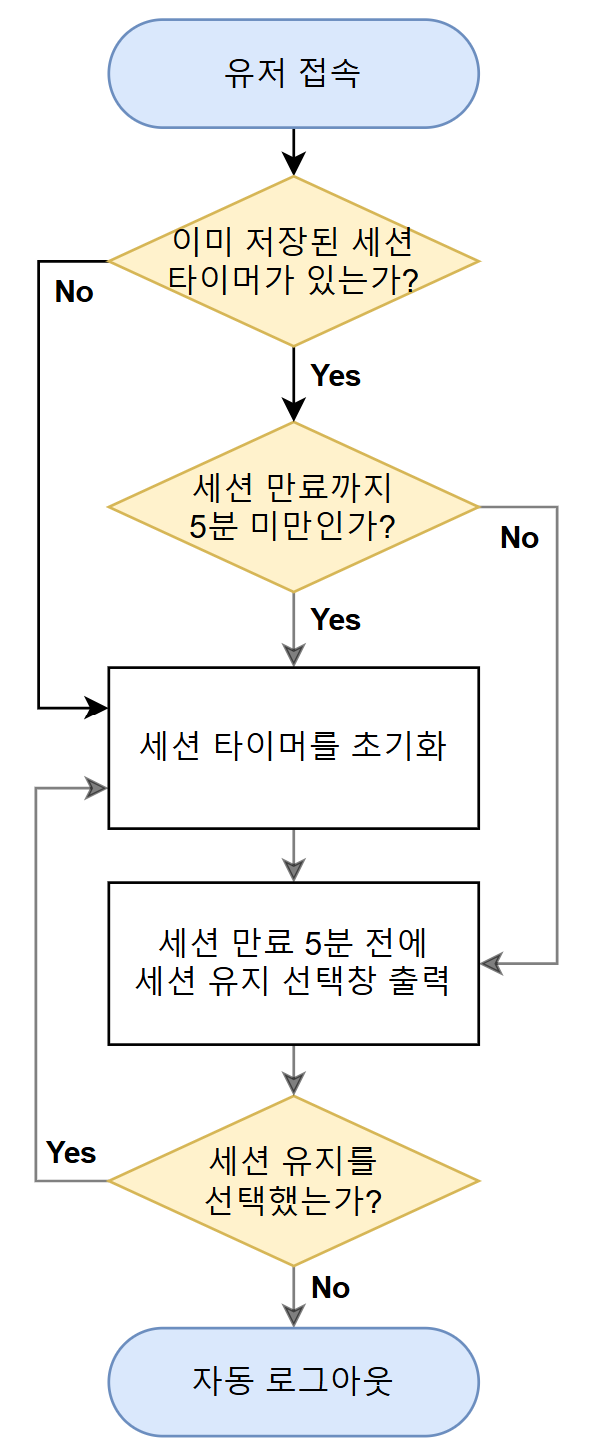 유저 접속
이미 저장된 세션
타이머가 있는가?
No
Yes
세션 만료까지
5분 미만인가?
No
Yes
세션 타이머를 초기화
세션 만료 5분 전에
세션 유지 선택창 출력
Yes
세션 유지를
선택했는가?
No
자동 로그아웃